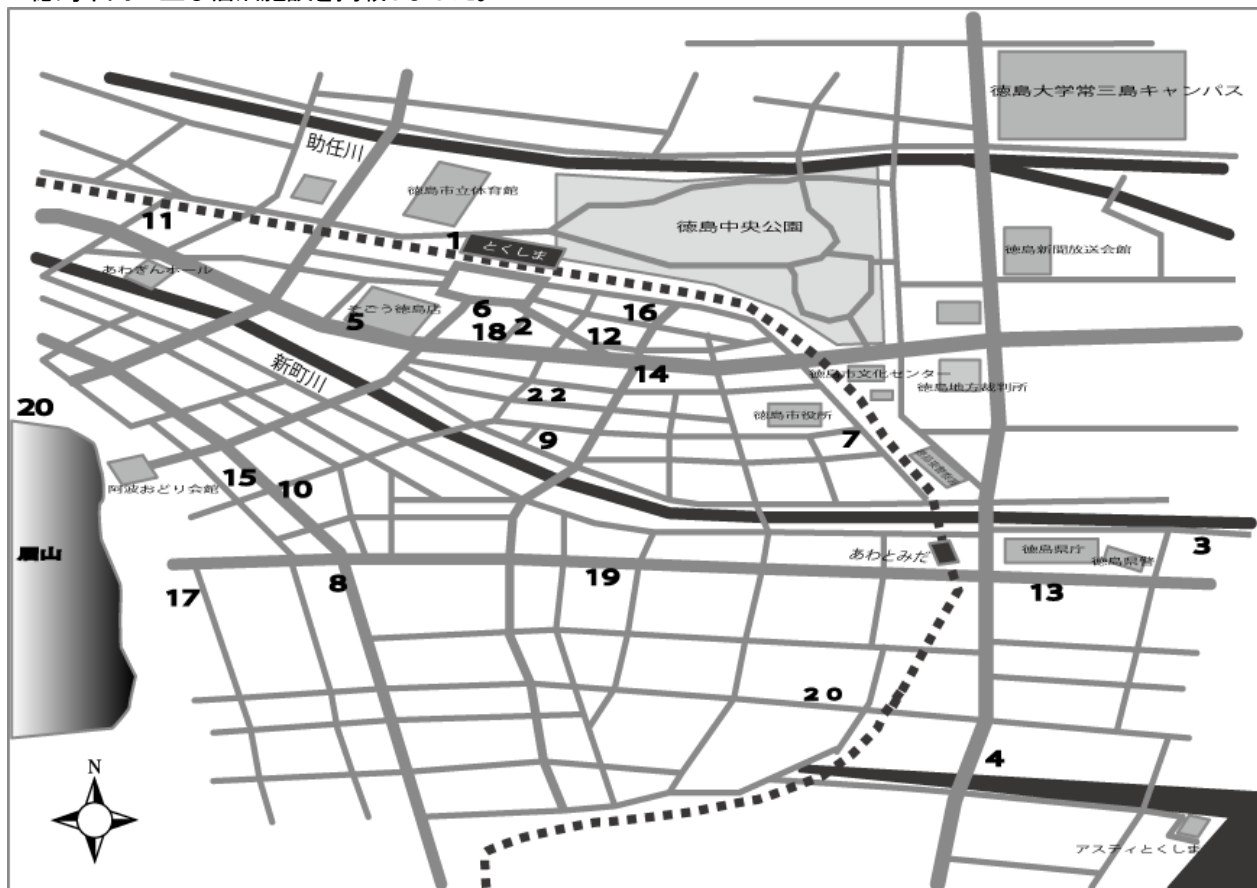 徳島大学常三島キャンパス
助任川
徳島市立体育館
11
1
とくしま
徳島中央公園
徳島新聞放送会館
あわぎんホール
そごう徳島店
5
6
18
2
16
12
14
新町川
22
9
徳島市文化センター
徳島地方裁判所
徳島市役所
7
20
阿波おどり会館
15
10
眉山
17
8
19
あわとみだ
徳島県庁
徳島県警
3
13
20
4
N
アスティとくしま